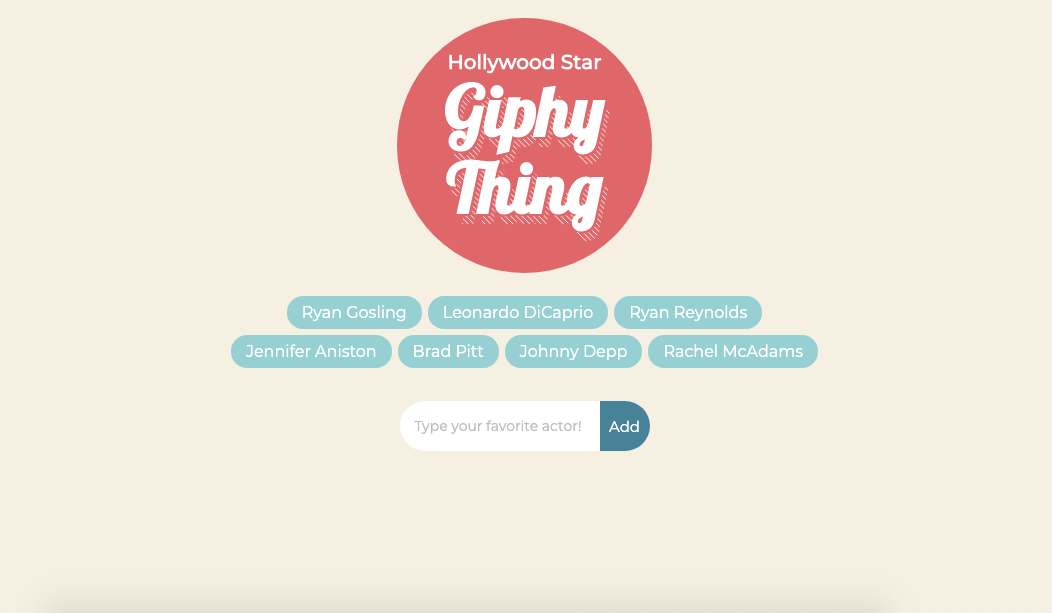 Hollywood Star
Giphy
Thing
Ryan Gosling Leonardo DiCaprio Ryan Reynolds
Jennifer Aniston Brad Pitt Johnny Depp Rachel McAdams
Type your favorite actor! Add